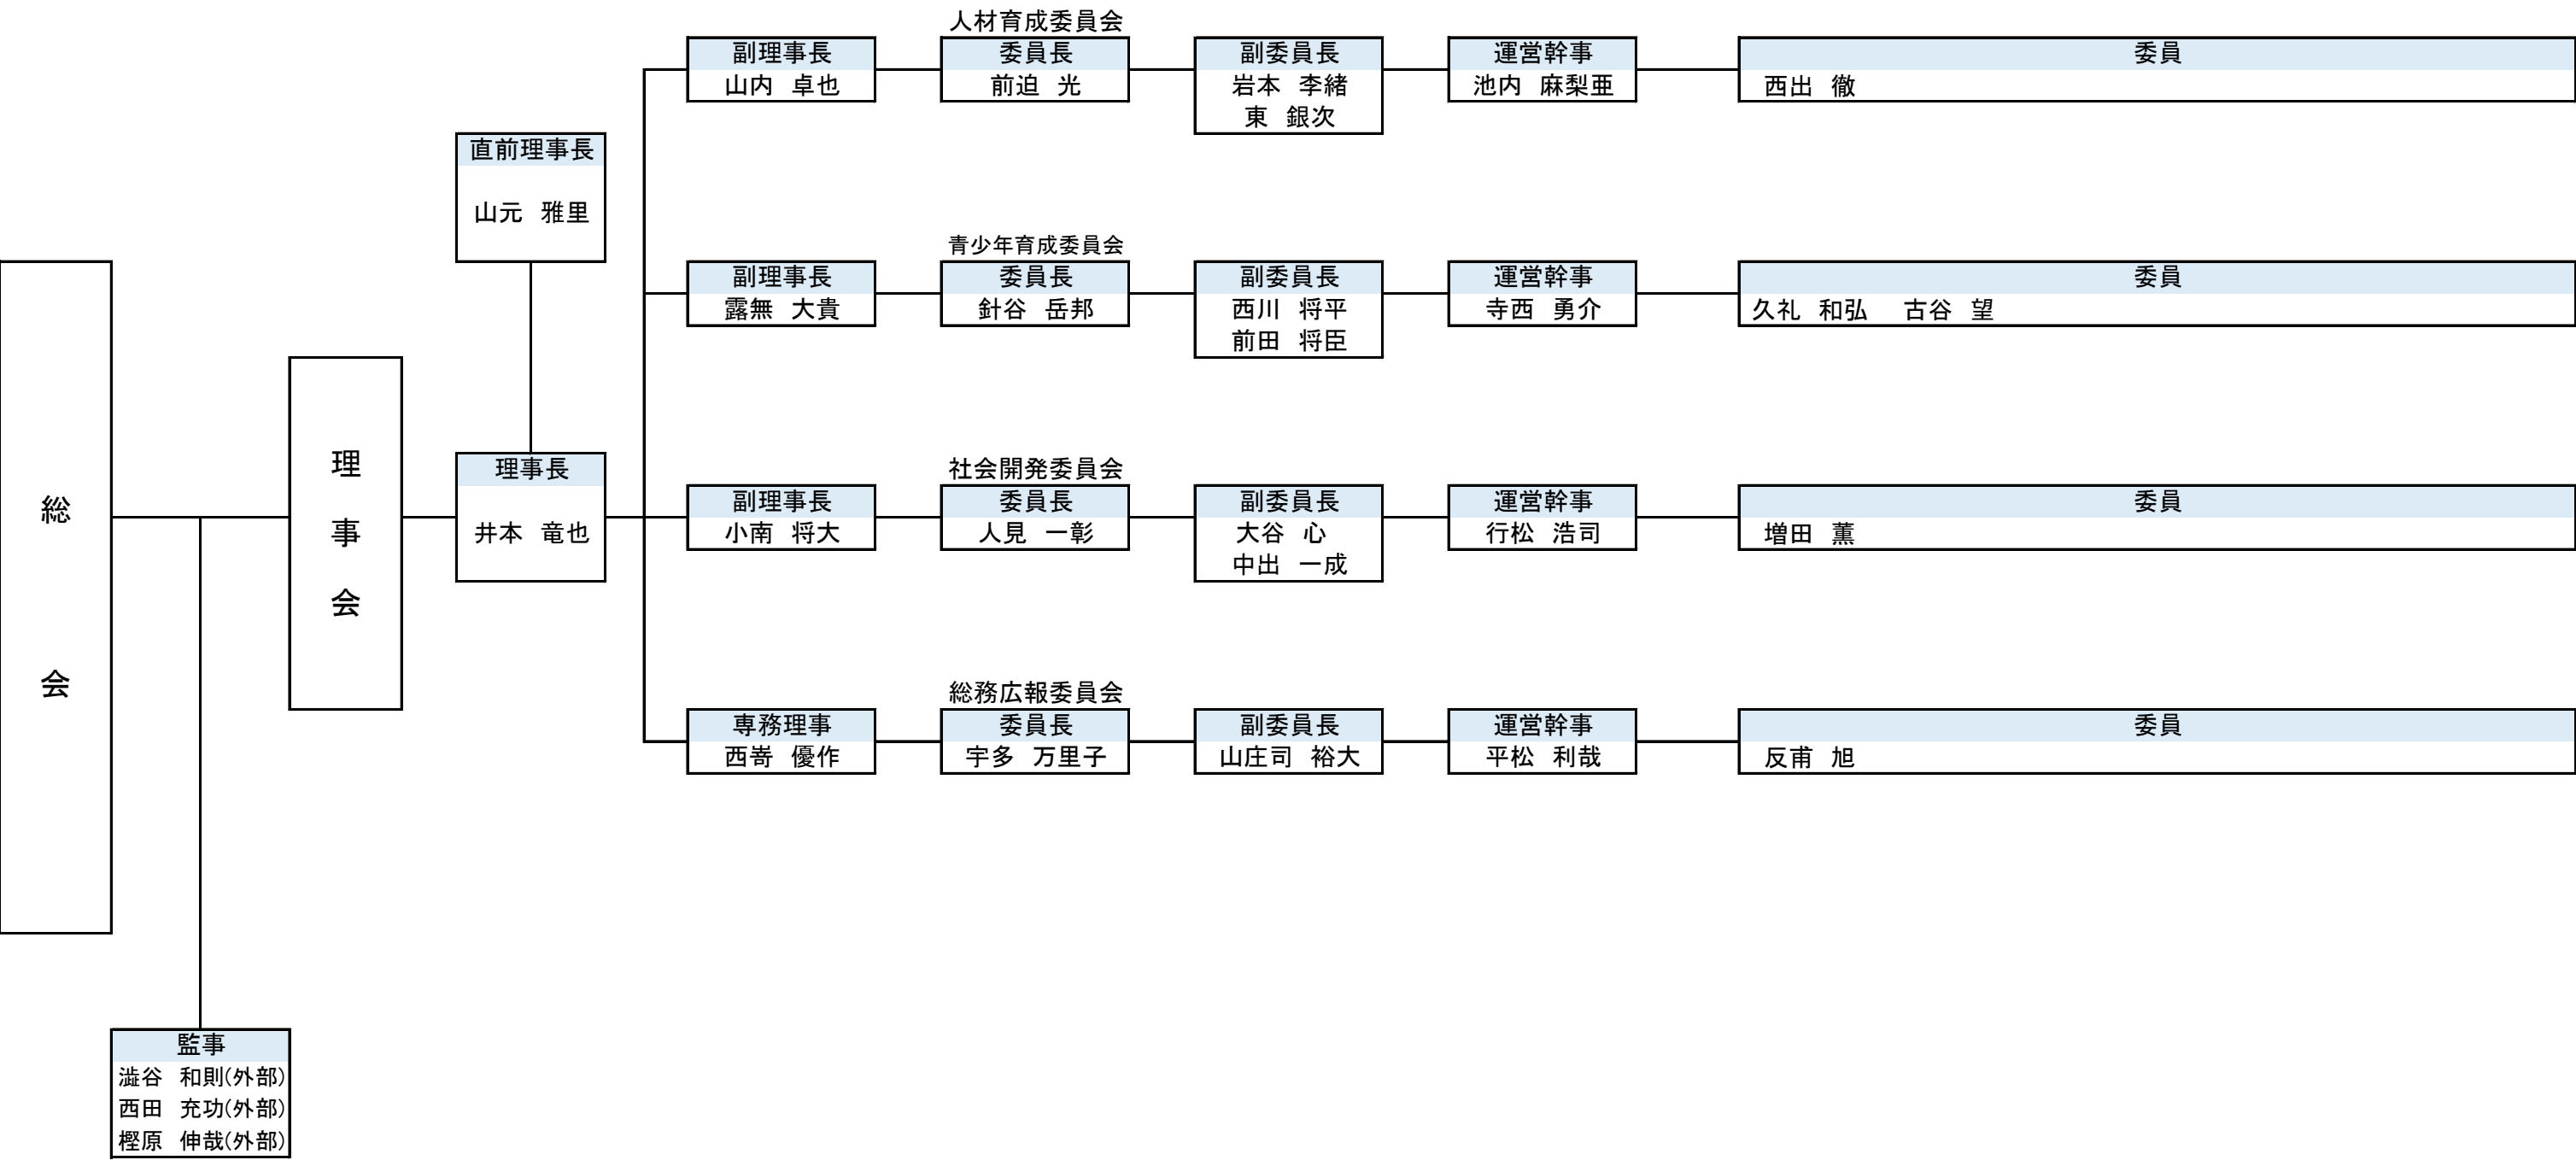 総会
監事
澁谷 和則(外部)
西田 充功(外部)
樫原 伸哉(外部)
理事会
直前理事長
山元 雅里
理事長
井本 竜也
人材育成委員会
副理事長 委員長 副委員長 運営幹事 委員
山内 卓也 前迫 光 岩本 李緒 池内 麻梨亜 西出 徹
東 銀次
青少年育成委員会
副理事長 委員長 副委員長 運営幹事 委員
露無 大貴 針谷 岳邦 西川 将平 寺西 勇介 久礼 和弘 古谷 望
前田 将臣
社会開発委員会
副理事長 委員長 副委員長 運営幹事 委員
小南 将大 人見 一彰 大谷 心 行松 浩司 増田 薫
中出 一成
総務広報委員会
専務理事 委員長 副委員長 運営幹事 委員
西嵜 優作 宇多 万里子 山庄司 裕大 平松 利哉 反甫 旭